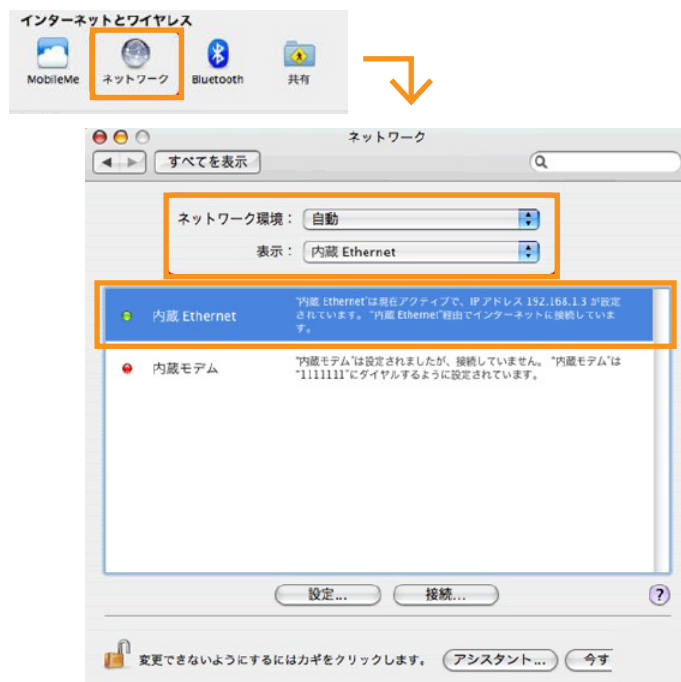 インターネットとワイヤレス
MobileMe ネットワーク Bluetooth 共有
ネットワーク
すべてを表示
ネットワーク環境： 自動
表示： 内蔵 Ethernet
内蔵 Ethernet
“内蔵 Ethernet”は現在アクティブで、IP アドレス 192.168.1.3 が設定
されています。“内蔵 Ethernet”経由でインターネットに接続していま
す。
内蔵モデム
“内蔵モデム”は設定されましたが、接続していません。 “内蔵モデム”は
“1111111”にダイヤルするように設定されています。
設定... 接続... ?
変更できないようにするにはカギをクリックします。 アシスタント... 今す